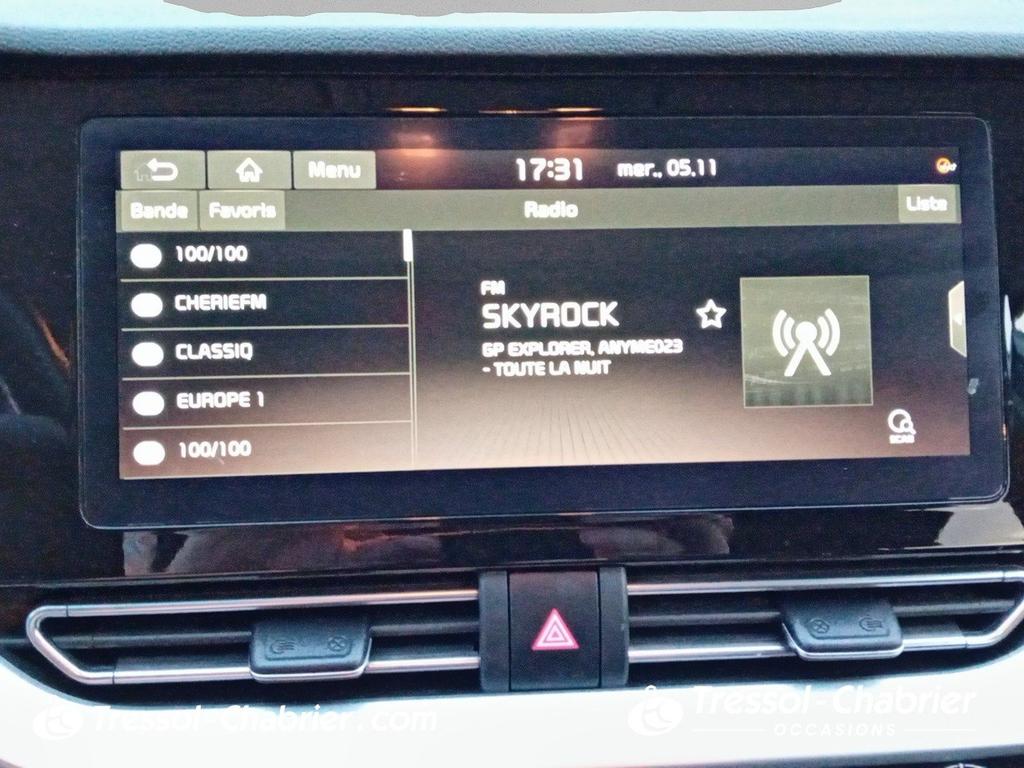 Menu
17:31
mer., 05.11
Bande
Favoris
Radio
Liste
100/100
CHERIEFM
CLASSIQ
EUROPE 1
100/100
FM
SKYROCK
GP EXPLORER, ANYME023
- TOUTE LA NUIT
SCAN
Tressol-Chabrier.com
Tressol-Chabrier
OCCASIONS